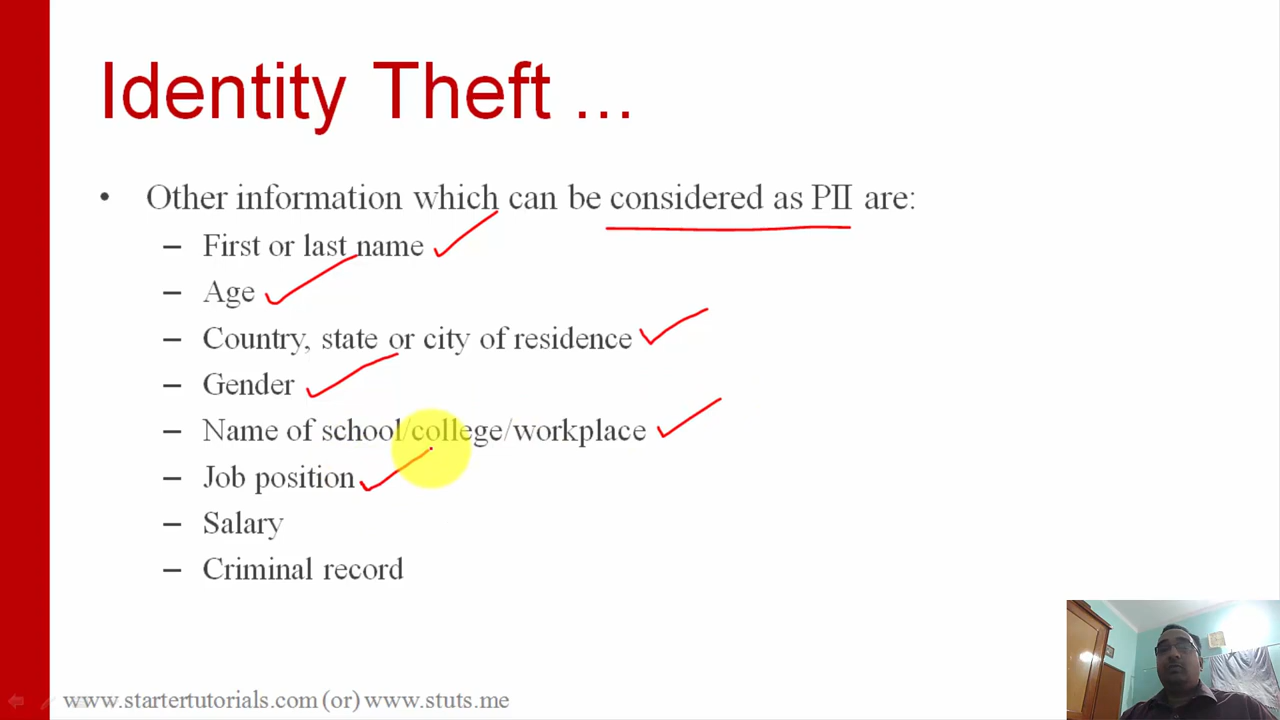 Identity Theft ...
• Other information which can be considered as PII are:
– First or last name
– Age
– Country, state or city of residence
– Gender
– Name of school/college/workplace
– Job position
– Salary
– Criminal record
www.startertutorials.com (or) www.stuts.me